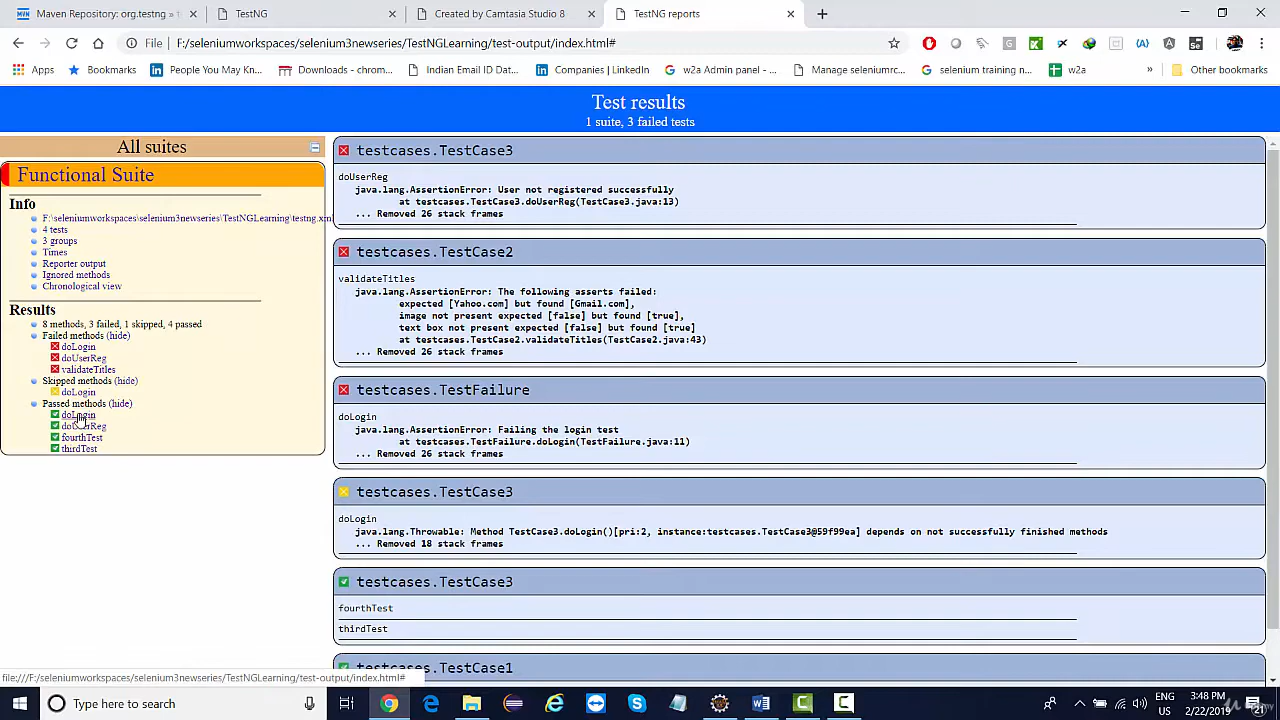 Maven Repository: org.testng »
TestNG
Created by Camtasia Studio 8
TestNG reports
File
F:/seleniumworkspaces/selenium3newseries/TestNGLearning/test-output/index.html#
Apps
Bookmarks
People You May Kn...
Downloads - chrom...
Indian Email ID Dat...
Companies | LinkedIn
w2a Admin panel - ...
Manage seleniumrc...
selenium training n...
w2a
»
Other bookmarks
Test results
1 suite, 3 failed tests
All suites
Functional Suite
Info
F:\seleniumworkspaces\selenium3newseries\TestNGLearning\testng.xml
4 tests
3 groups
Times
Reporter output
Ignored methods
Chronological view
Results
8 methods, 3 failed, 1 skipped, 4 passed
Failed methods (hide)
doLogin
doUserReg
validateTitles
Skipped methods (hide)
doLogin
Passed methods (hide)
doLogin
doUserReg
fourthTest
thirdTest
testcases.TestCase3
doUserReg
java.lang.AssertionError: User not registered successfully
at testcases.TestCase3.doUserReg(TestCase3.java:13)
... Removed 26 stack frames
testcases.TestCase2
validateTitles
java.lang.AssertionError: The following asserts failed:
expected [Yahoo.com] but found [Gmail.com],
image not present expected [false] but found [true],
text box not present expected [false] but found [true]
at testcases.TestCase2.validateTitles(TestCase2.java:43)
... Removed 26 stack frames
testcases.TestFailure
doLogin
java.lang.AssertionError: Failing the login test
at testcases.TestFailure.doLogin(TestFailure.java:11)
... Removed 26 stack frames
testcases.TestCase3
doLogin
java.lang.Throwable: Method TestCase3.doLogin()[pri:2, instance:testcases.TestCase3@59f99ea] depends on not successfully finished methods
... Removed 18 stack frames
testcases.TestCase3
fourthTest
thirdTest
testcases.TestCase1
file:///F:/seleniumworkspaces/selenium3newseries/TestNGLearning/test-output/index.html#
Type here to search
ENG
US
3:48 PM
2/22/2019
21